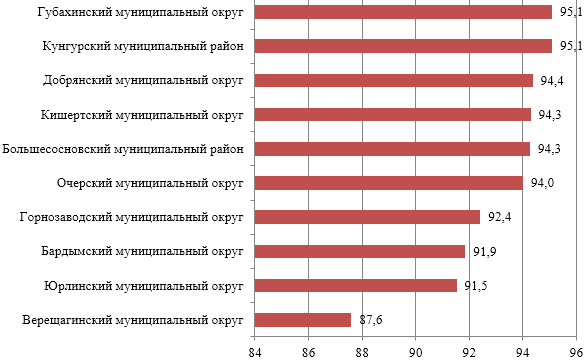 Губахинский муниципальный округ 95,1
Кунгурский муниципальный район 95,1
Добрянский муниципальный округ 94,4
Кишертский муниципальный округ 94,3
Большесосновский муниципальный район 94,3
Очерский муниципальный округ 94,0
Горнозаводский муниципальный округ 92,4
Бардымский муниципальный округ 91,9
Юрлинский муниципальный округ 91,5
Верещагинский муниципальный округ 87,6
84 86 88 90 92 94 96